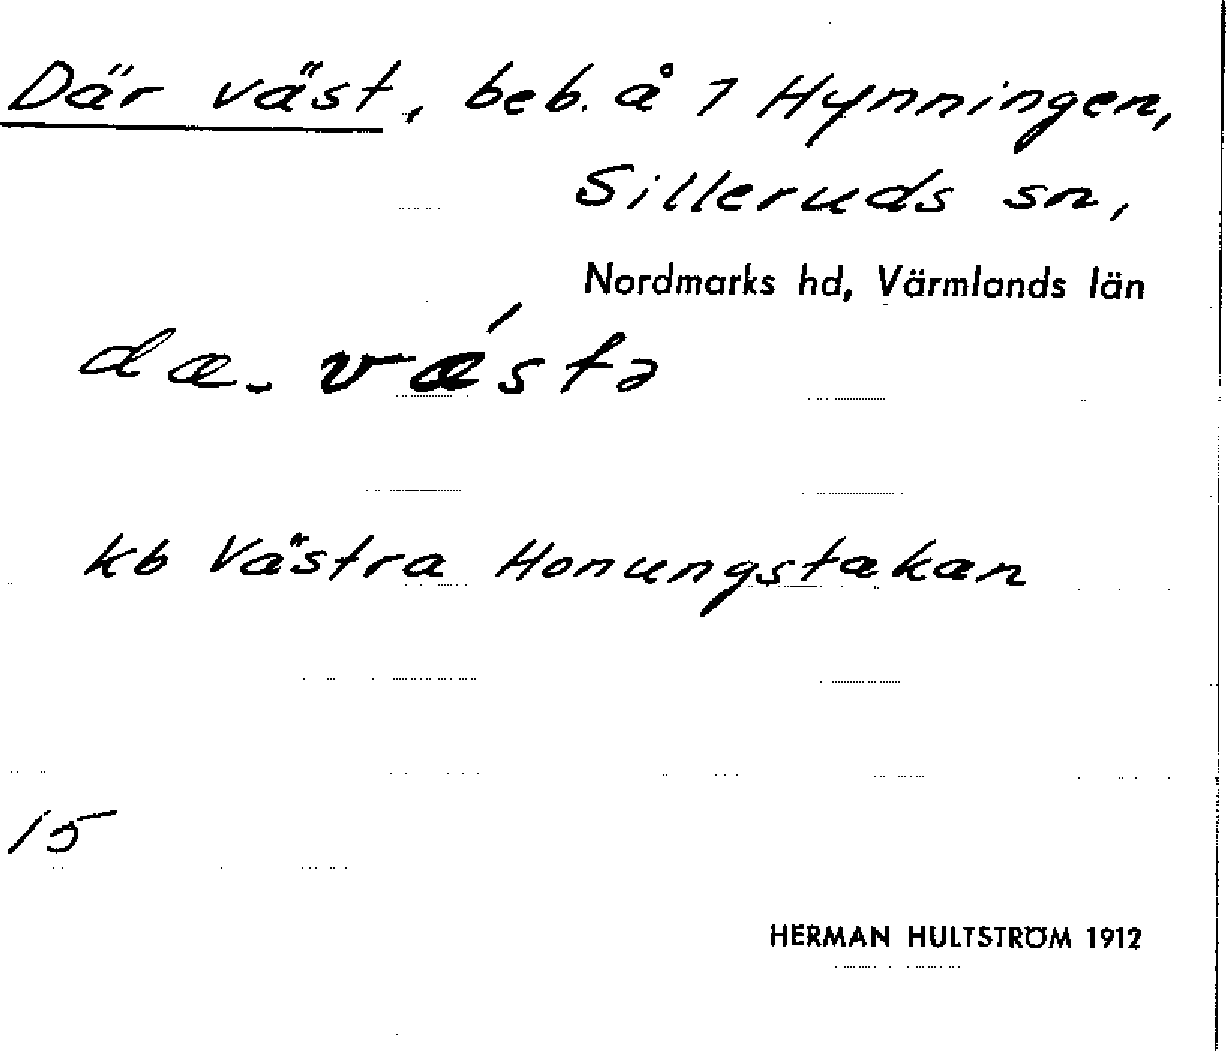 Där väst, beb. å 1 Hynningen,
Silleruds sn,
Nordmarks hd, Värmlands län
dæ. vǽstə
kb Västra Honungstakan
15
HERMAN HULTSTRÖM 1912